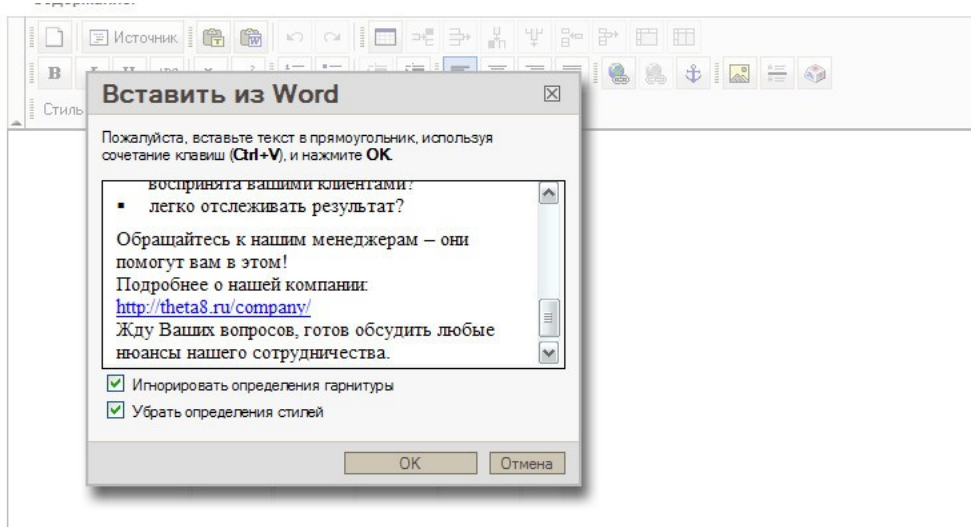 Источник
B
Стиль
Вставить из Word
Пожалуйста, вставьте текст в прямоугольник, используя
сочетание клавиш (Ctrl+V), и нажмите OK.
воспринята вашими клиентами?
▪ легко отслеживать результат?
Обращайтесь к нашим менеджерам – они
помогут вам в этом!
Подробнее о нашей компании:
http://theta8.ru/company/
Жду Ваших вопросов, готов обсудить любые
нюансы нашего сотрудничества.
Игнорировать определения гарнитуры
Убрать определения стилей
OK Отмена